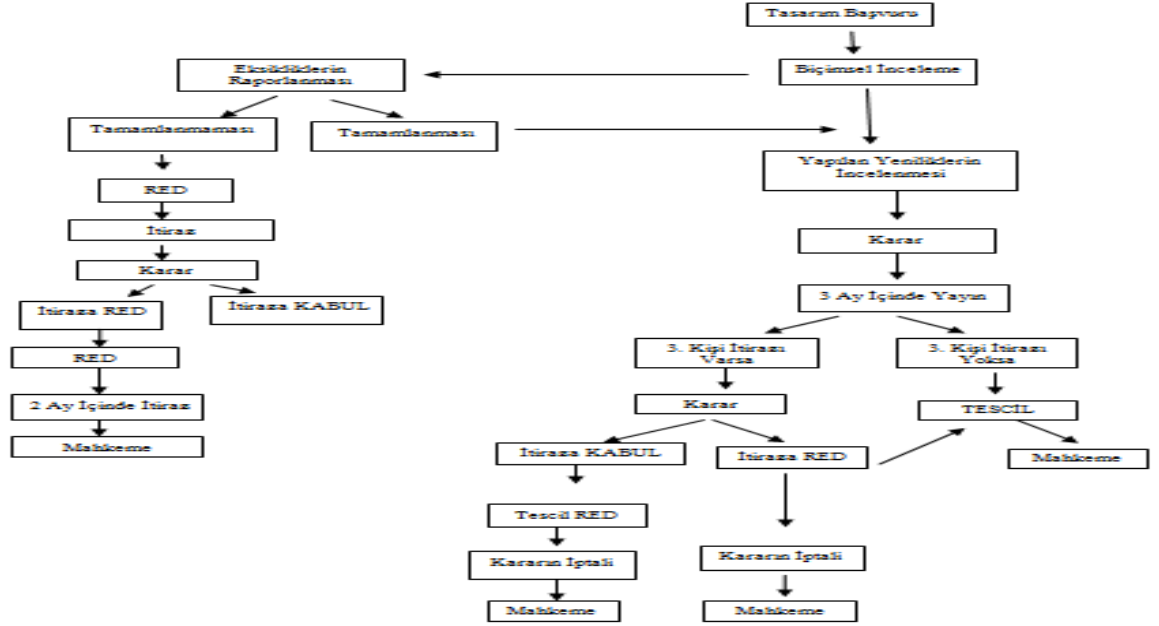 Tasarım Başvuru
Eksikliklerin
Raporlanması
Biçimsel İnceleme
Tamamlanmaması
Tamamlanması
Yapılan Yeniliklerin
İncelenmesi
RED
İtiraz
Karar
Karar
İtiraza RED
İtiraza KABUL
3 Ay İçinde Yayın
RED
3. Kişi İtirazı
Varsa
3. Kişi İtirazı
Yoksa
2 Ay İçinde İtiraz
Karar
TESCİL
Mahkeme
İtiraza KABUL
İtiraza RED
Mahkeme
Tescil RED
Kararın İptali
Kararın İptali
Mahkeme
Mahkeme